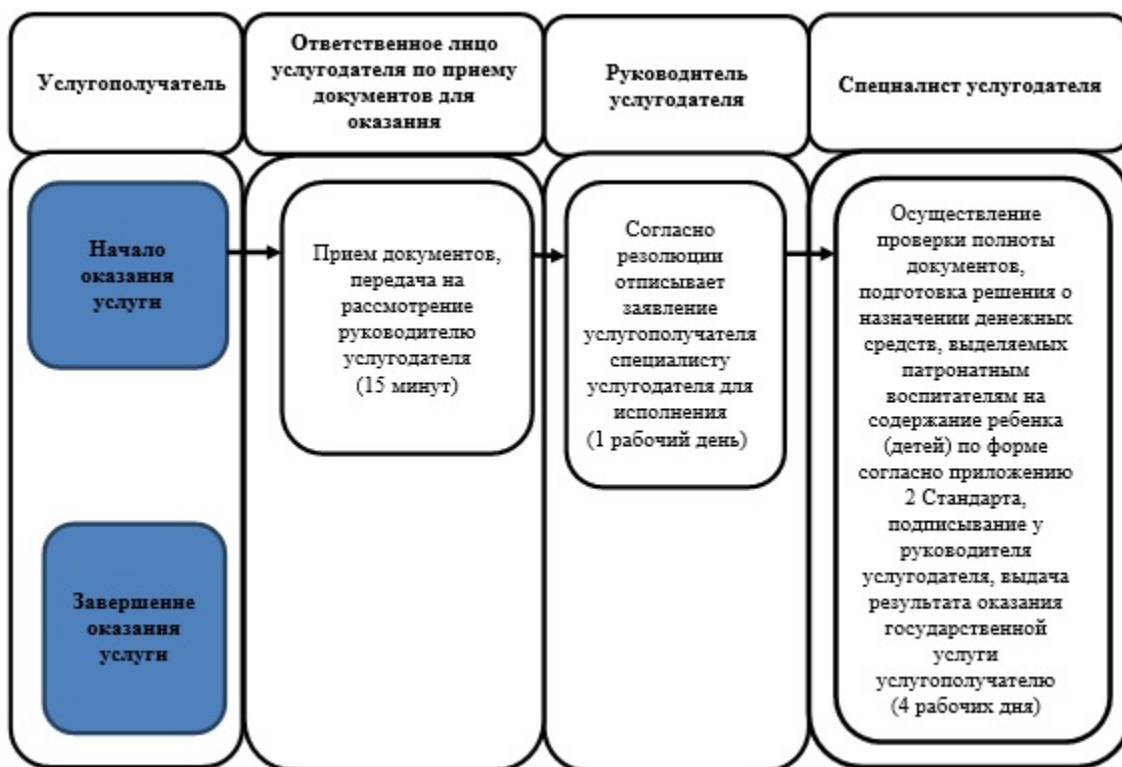 Услугополучатель
Ответственное лицо
услугодателя по приему
документов для
оказания
Руководитель
услугодателя
Специалист услугодателя
Начало
оказания
услуги
Прием документов,
передача на
рассмотрение
руководителю
услугодателя
(15 минут)
Согласно
резолюции
отписывает
заявление
услугополучателя
специалисту
услугодателя для
исполнения
(1 рабочий день)
Осуществление
проверки полноты
документов,
подготовка решения о
назначении денежных
средств, выделяемых
патронатным
воспитателям на
содержание ребенка
(детей) по форме
согласно приложению
2 Стандарта,
подписывание у
руководителя
услугодателя, выдача
результата оказания
государственной
услуги
услугополучателю
(4 рабочих дня)
Завершение
оказания
услуги